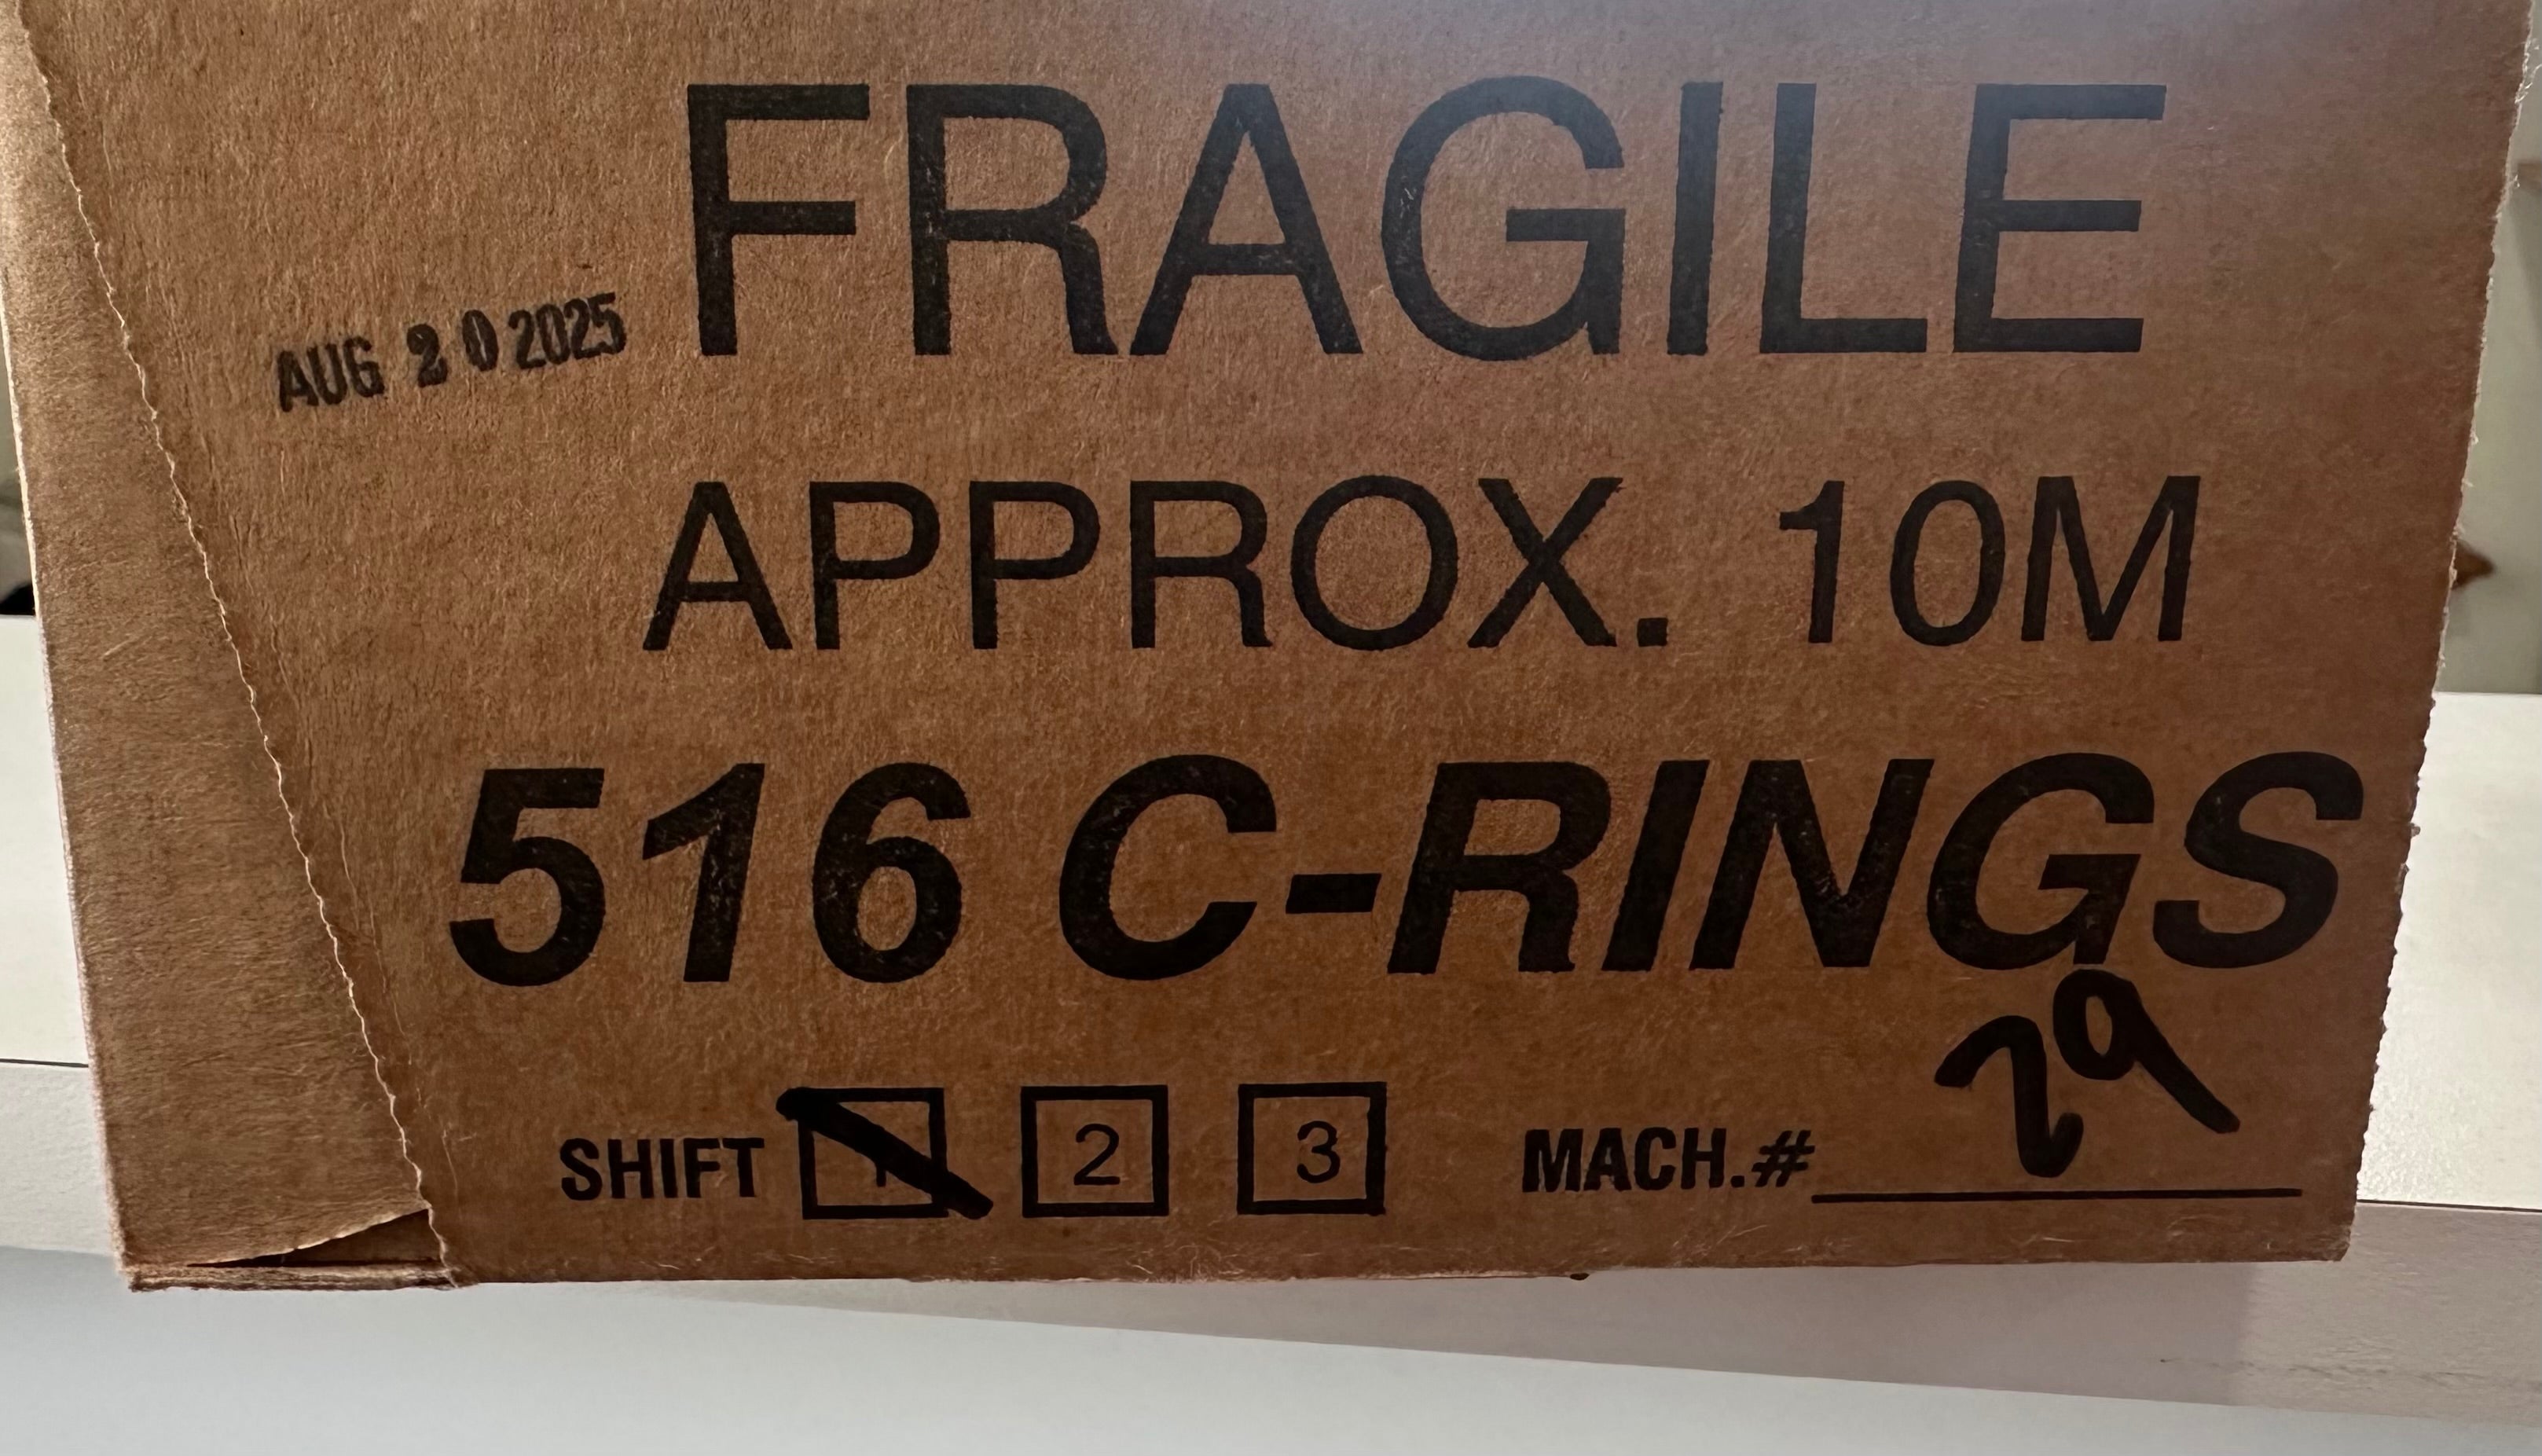 FRAGILE
AUG 20 2025
APPROX. 10M
516 C-RINGS
SHIFT 1 2 3 MACH.# 29